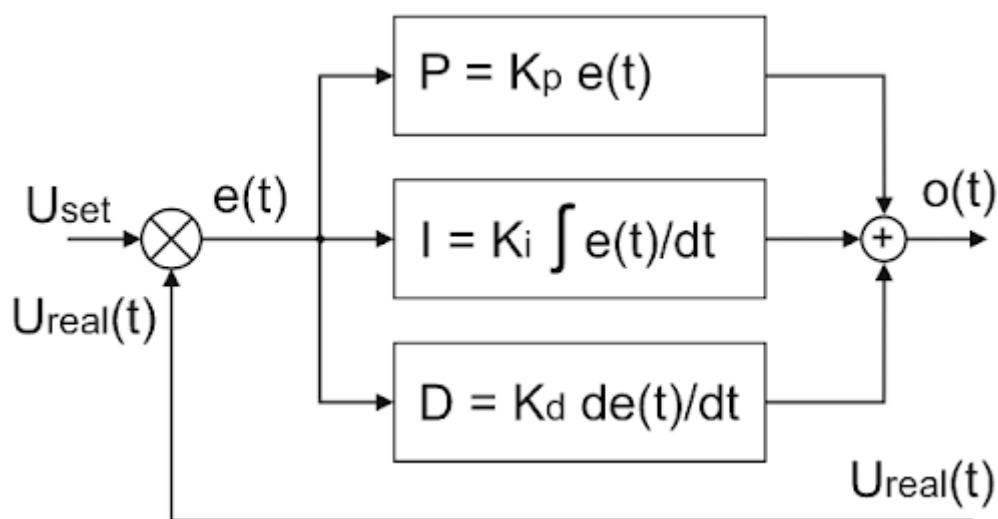 P = Kp e(t)
Uset
e(t)
I = Ki ∫ e(t)/dt
+
o(t)
Ureal(t)
D = Kd de(t)/dt
Ureal(t)